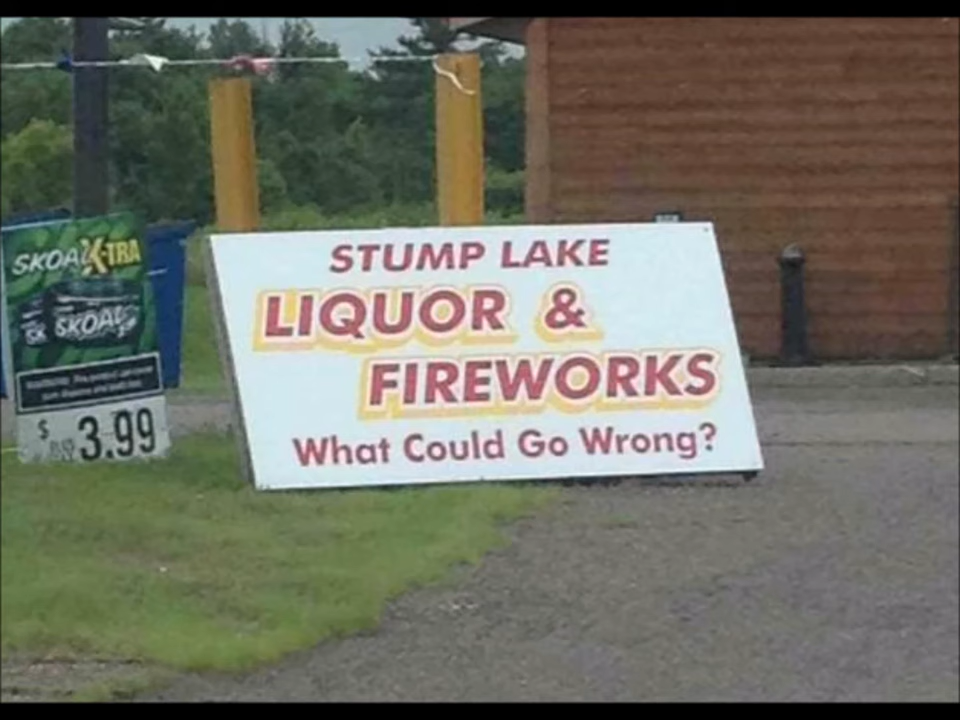 STUMP LAKE
LIQUOR &
FIREWORKS
What Could Go Wrong?
SKOAL X-TRA
SKOAL
$ 3.99